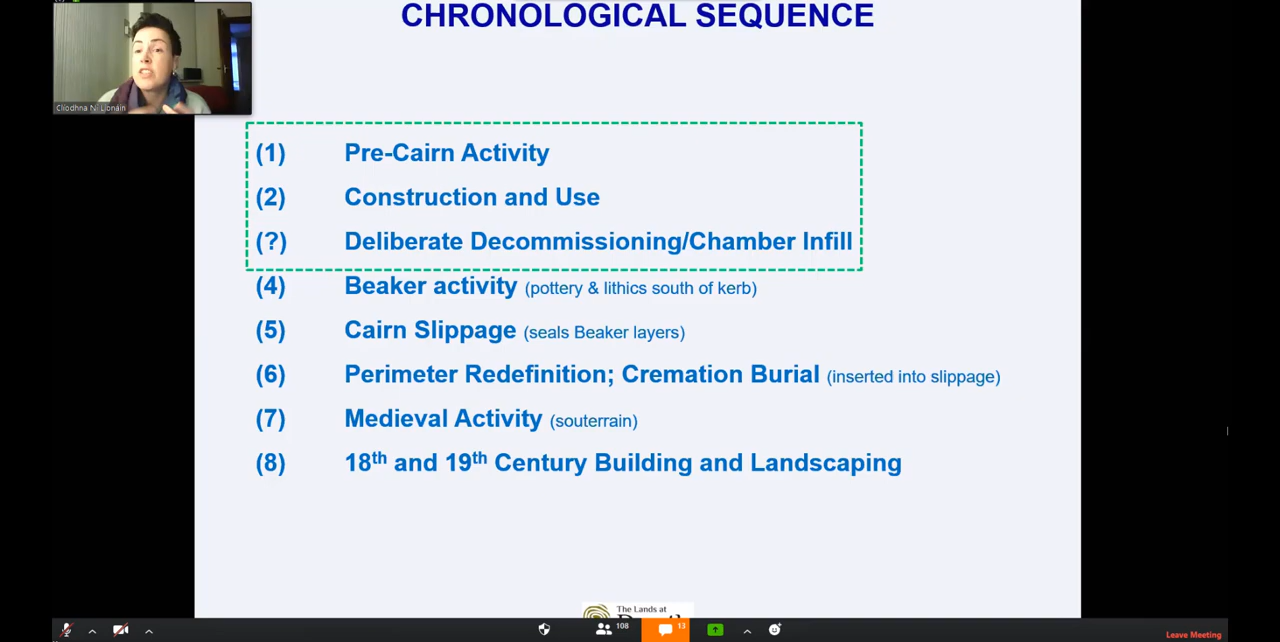 CHRONOLOGICAL SEQUENCE
Clíodhna Ní Lionáin
(1) Pre-Cairn Activity
(2) Construction and Use
(?) Deliberate Decommissioning/Chamber Infill
(4) Beaker activity (pottery & lithics south of kerb)
(5) Cairn Slippage (seals Beaker layers)
(6) Perimeter Redefinition; Cremation Burial (inserted into slippage)
(7) Medieval Activity (souterrain)
(8) 18th and 19th Century Building and Landscaping
The Lands at
108
13
Leave Meeting